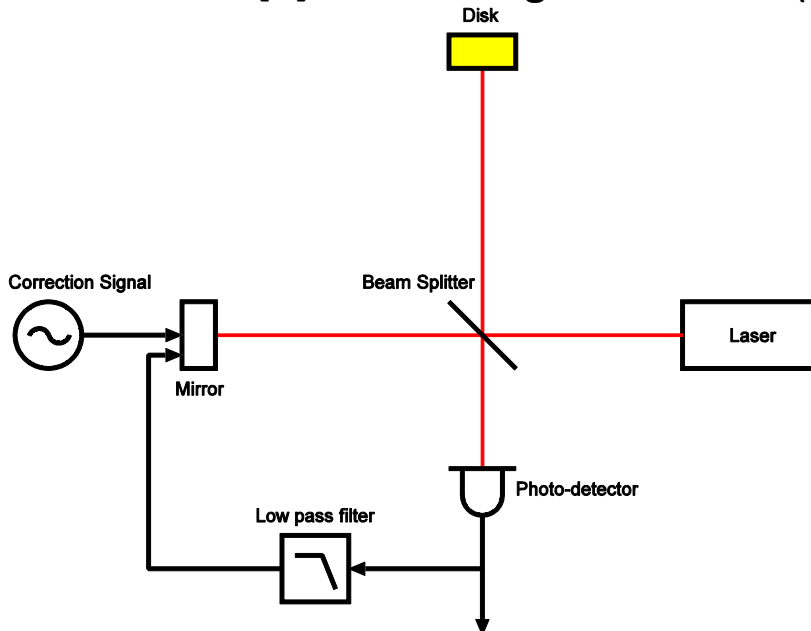 Disk
Correction Signal
Beam Splitter
Laser
Mirror
Photo-detector
Low pass filter